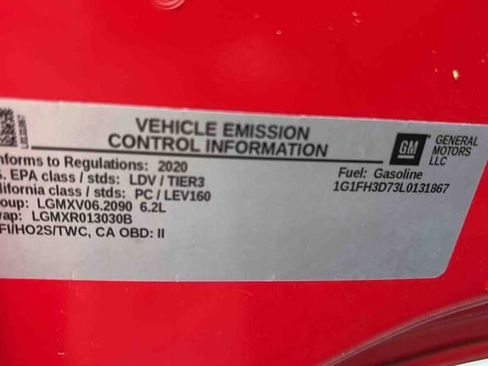 VEHICLE EMISSION
CONTROL INFORMATION
GM
GENERAL
MOTORS
LLC
nforms to Regulations: 2020
S. EPA class / stds: LDV / TIER3
alifornia class / stds: PC / LEV160
oup: LGMXV06.2090 6.2L
vap: LGMXR013030B
FI/HO2S/TWC, CA OBD: II
Fuel: Gasoline
1G1FH3D73L0131867